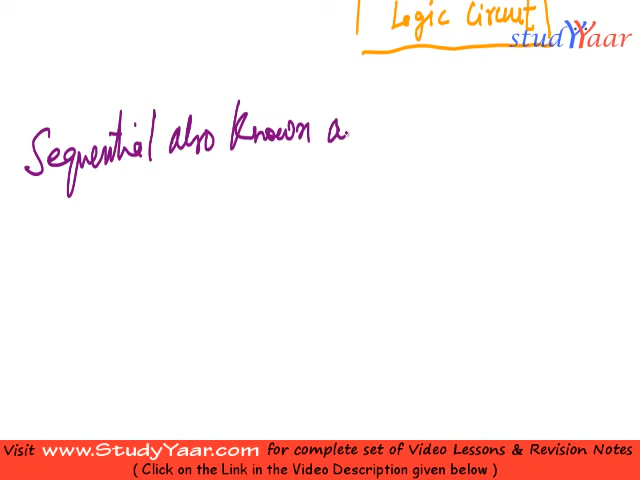 Logic Circuit
studYYaar
Sequential also known a
Visit www.StudyYaar.com for complete set of Video Lessons & Revision Notes
( Click on the Link in the Video Description given below )